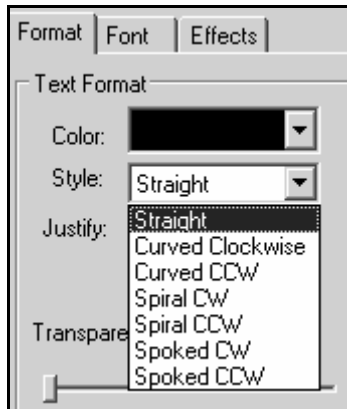 Format Font Effects
Text Format
Color:
Style: Straight
Justify:
Straight
Curved Clockwise
Curved CCW
Spiral CW
Spiral CCW
Spoked CW
Spoked CCW
Transpare